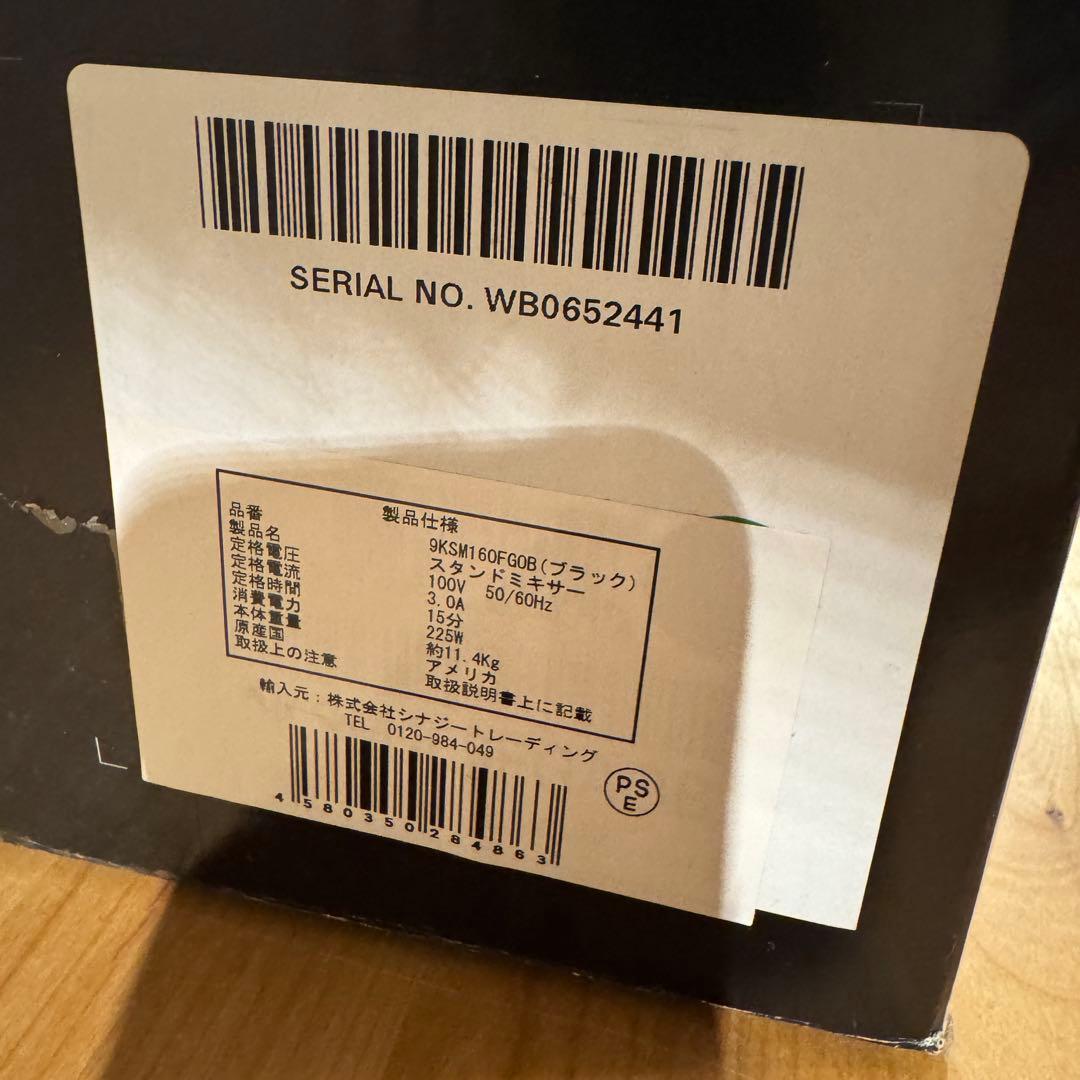 SERIAL NO. WB0652441
製品仕様
品番 9KSM160FGOB(ブラック)
製品名 スタンドミキサー
定格電圧 100V 50/60Hz
定格電流 3.0A
定格時間 15分
消費電力 225W
本体重量 約11.4Kg
原産国 アメリカ
取扱上の注意 取扱説明書上に記載
輸入元:株式会社シナジートレーディング
TEL 0120-984-049
PS
E
4580350284863